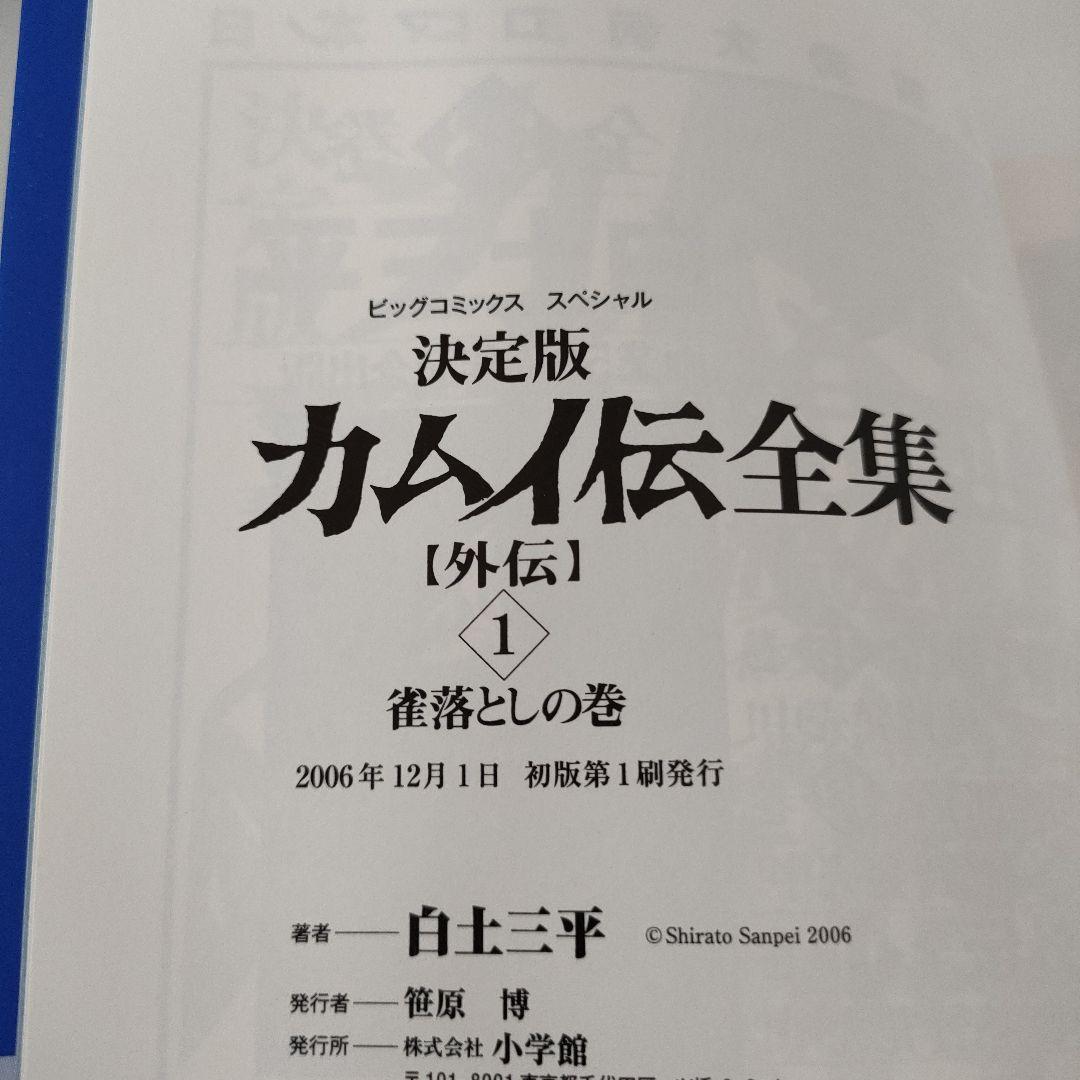 ビッグコミックス スペシャル
決定版
カムイ伝全集
【外伝】
1
雀落としの巻
2006年12月1日 初版第1刷発行
著者——白土三平 ©Shirato Sanpei 2006
発行者——笹原 博
発行所——株式会社 小学館